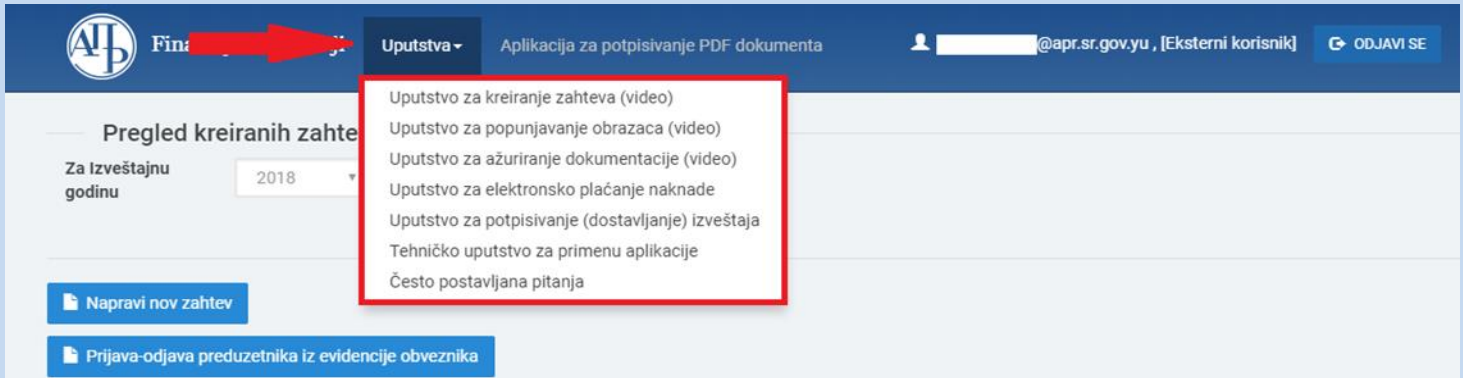 АПР
Uputstva
Aplikacija za potpisivanje PDF dokumenta
@apr.sr.gov.yu , [Eksterni korisnik]
ODJAVI SE
Uputstvo za kreiranje zahteva (video)
Uputstvo za popunjavanje obrazaca (video)
Uputstvo za ažuriranje dokumentacije (video)
Uputstvo za elektronsko plaćanje naknade
Uputstvo za potpisivanje (dostavljanje) izveštaja
Tehničko uputstvo za primenu aplikacije
Često postavljana pitanja
Pregled kreiranih
Za Izveštajnu
godinu
2018
Napravi nov zahtev
Prijava-odjava preduzetnika iz evidencije obveznika